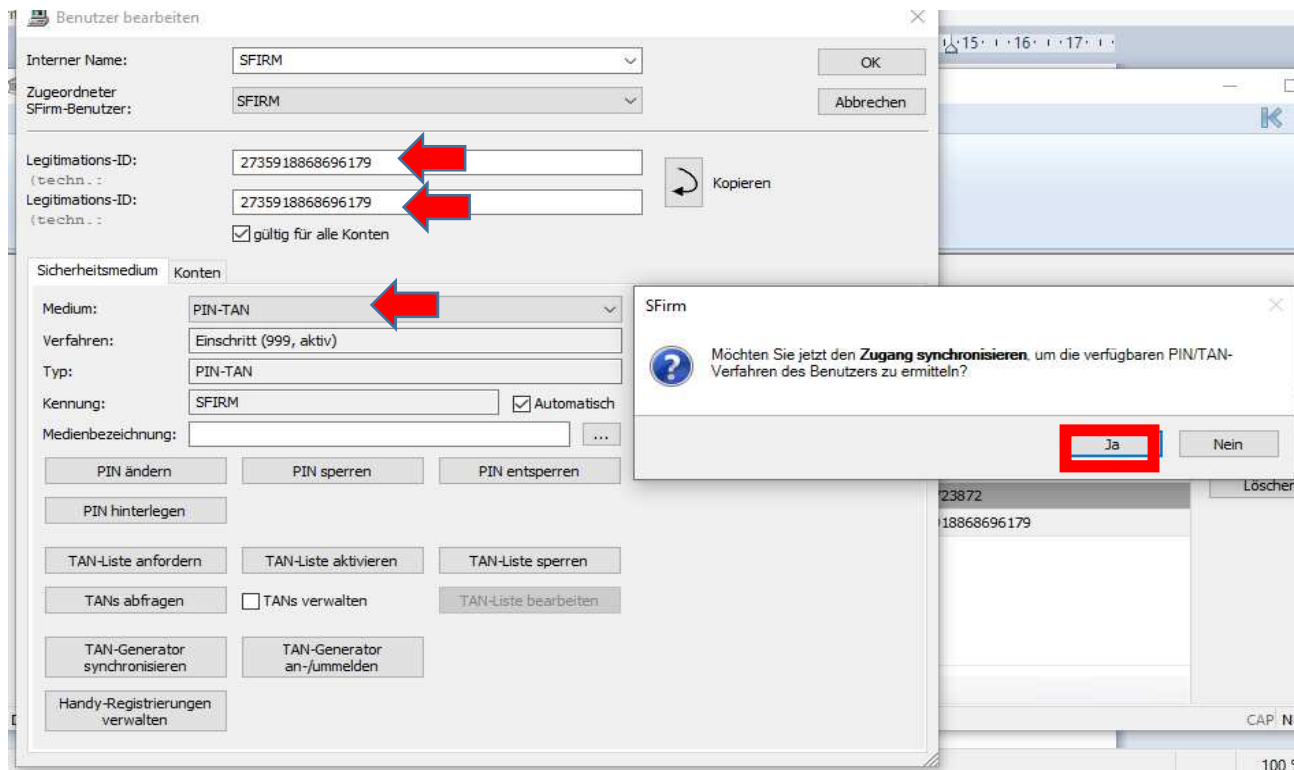 Benutzer bearbeiten
15 · 16 · 17
Interner Name: SFIRM
OK
Zugeordneter
SFirm-Benutzer: SFIRM
Abbrechen
Legitimations-ID: 2735918868696179
(techn.:
Kopieren
Legitimations-ID: 2735918868696179
(techn.:
gültig für alle Konten
Sicherheitsmedium Konten
Medium: PIN-TAN
Verfahren: Einschritt (999, aktiv)
Typ: PIN-TAN
Kennung: SFIRM Automatisch
Medienbezeichnung: ...
PIN ändern PIN sperren PIN entsperren
PIN hinterlegen
TAN-Liste anfordern TAN-Liste aktivieren TAN-Liste sperren
TANs abfragen TANs verwalten TAN-Liste bearbeiten
TAN-Generator
synchronisieren
TAN-Generator
an-/ummelden
Handy-Registrierungen
verwalten
SFirm
Möchten Sie jetzt den Zugang synchronisieren, um die verfügbaren PIN/TAN-
Verfahren des Benutzers zu ermitteln?
Ja Nein
23872
Löschen
18868696179
CAP
100